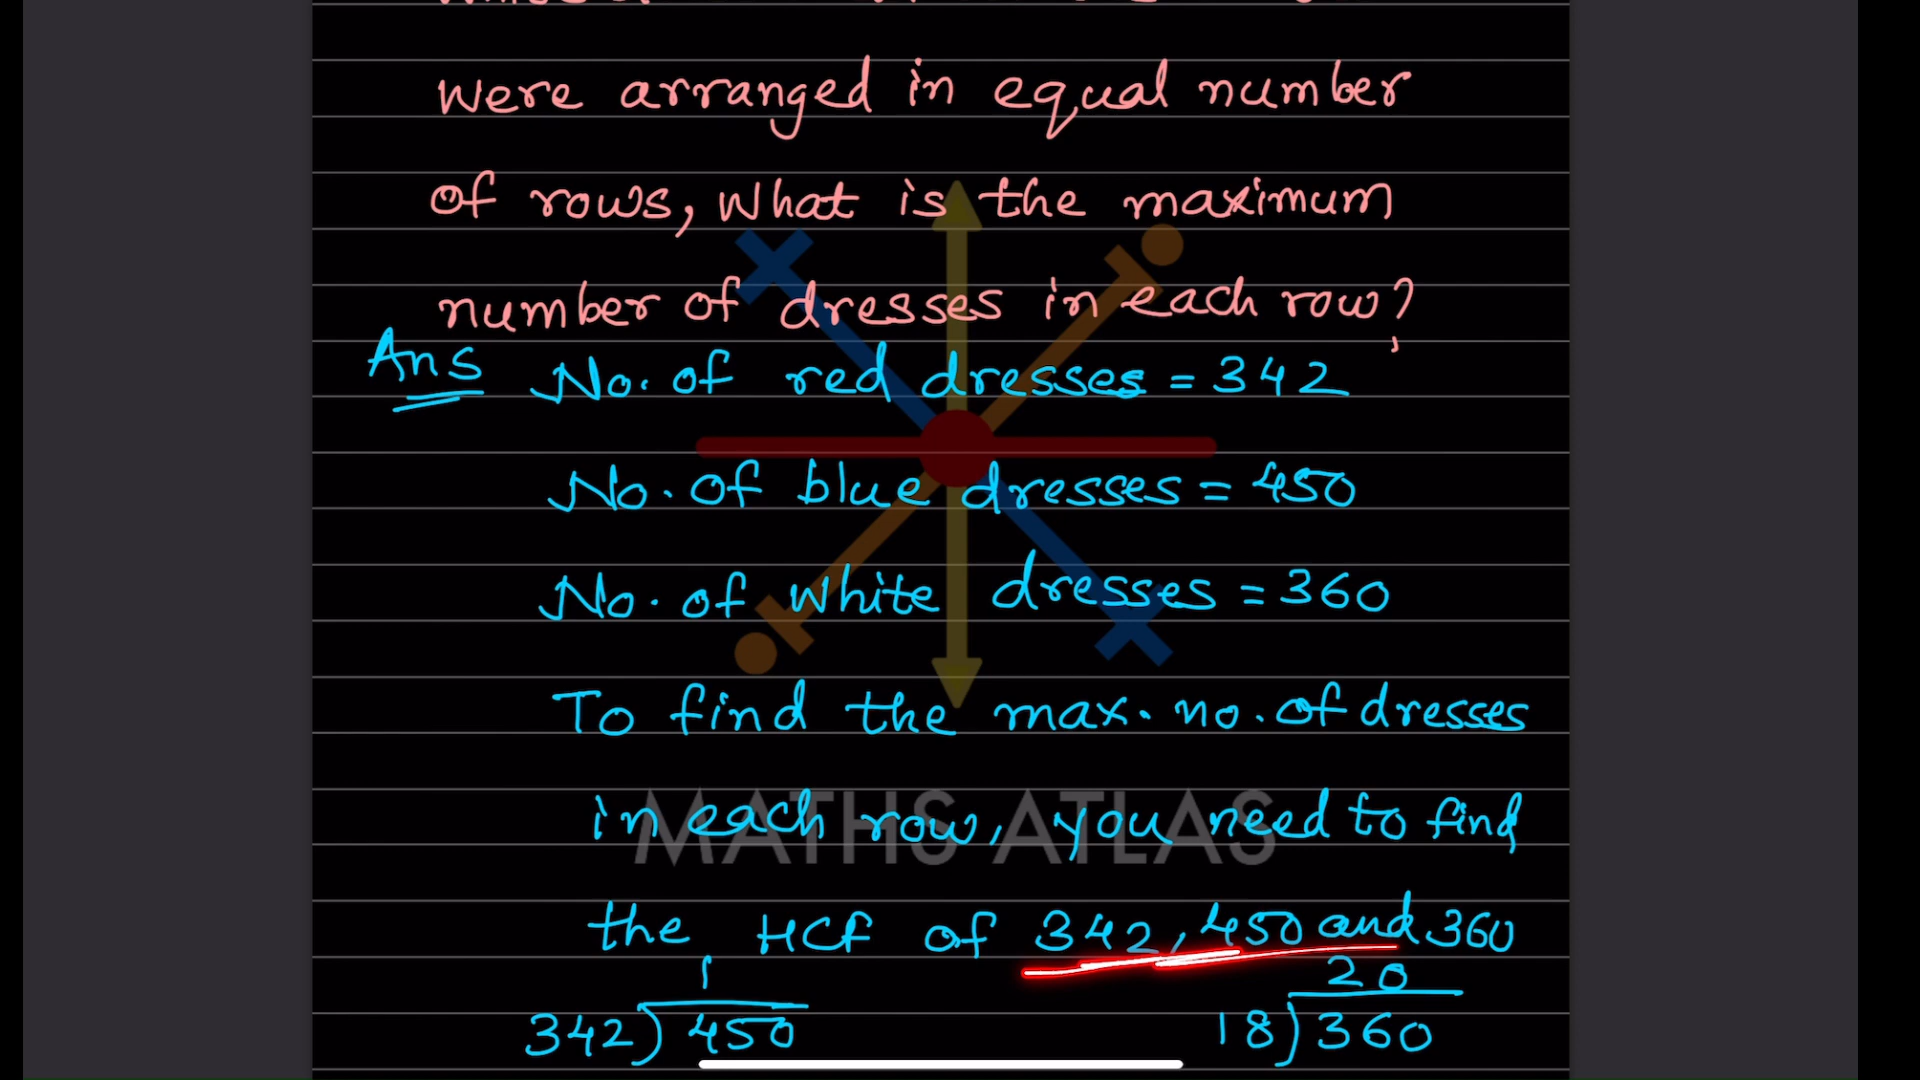 were arranged in equal number
of rows, what is the maximum
number of dresses in each row?
Ans No. of red dresses = 342
No. of blue dresses = 450
No. of white dresses = 360
To find the max. no. of dresses
in each row, you need to find
MATHS ATLAS
the HCF of 342, 450 and 360
1 20
342)450 18)360